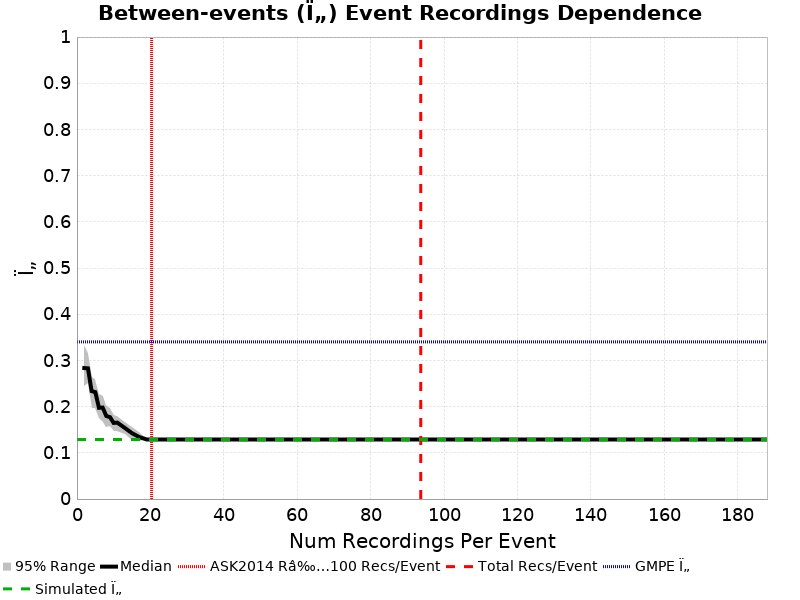 Between-events (Ï„) Event Recordings Dependence
1
0.9
0.8
0.7
0.6
0.5
0.4
0.3
0.2
0.1
0
Ï„
0 20 40 60 80 100 120 140 160 180
Num Recordings Per Event
95% Range Median ASK2014 Râ‰…100 Recs/Event Total Recs/Event GMPE Ï„
Simulated Ï„